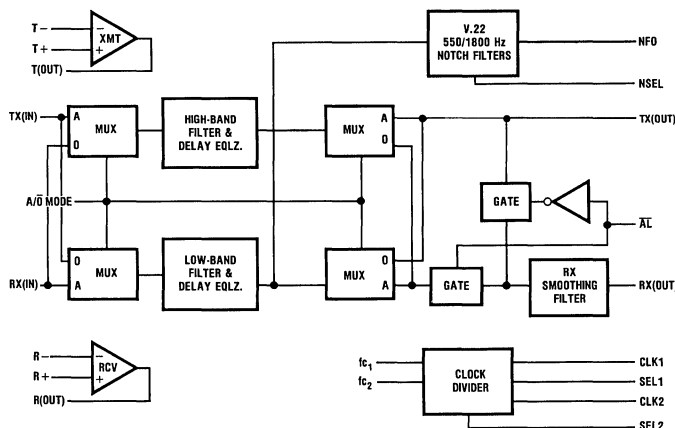 T−
T+
− XMT
+
T(OUT)
V.22
550/1800 Hz
NOTCH FILTERS
NFO
NSEL
TX(IN)
A
O
MUX
HIGH-BAND
FILTER &
DELAY EQLZ.
MUX
A
O
TX(OUT)
A/O̅ MODE
GATE
A̅L̅
O
A
MUX
LOW-BAND
FILTER &
DELAY EQLZ.
MUX
O
A
GATE
RX
SMOOTHING
FILTER
RX(IN)
RX(OUT)
R−
R+
− RCV
+
R(OUT)
fc1
fc2
CLOCK
DIVIDER
CLK1
SEL1
CLK2
SEL2